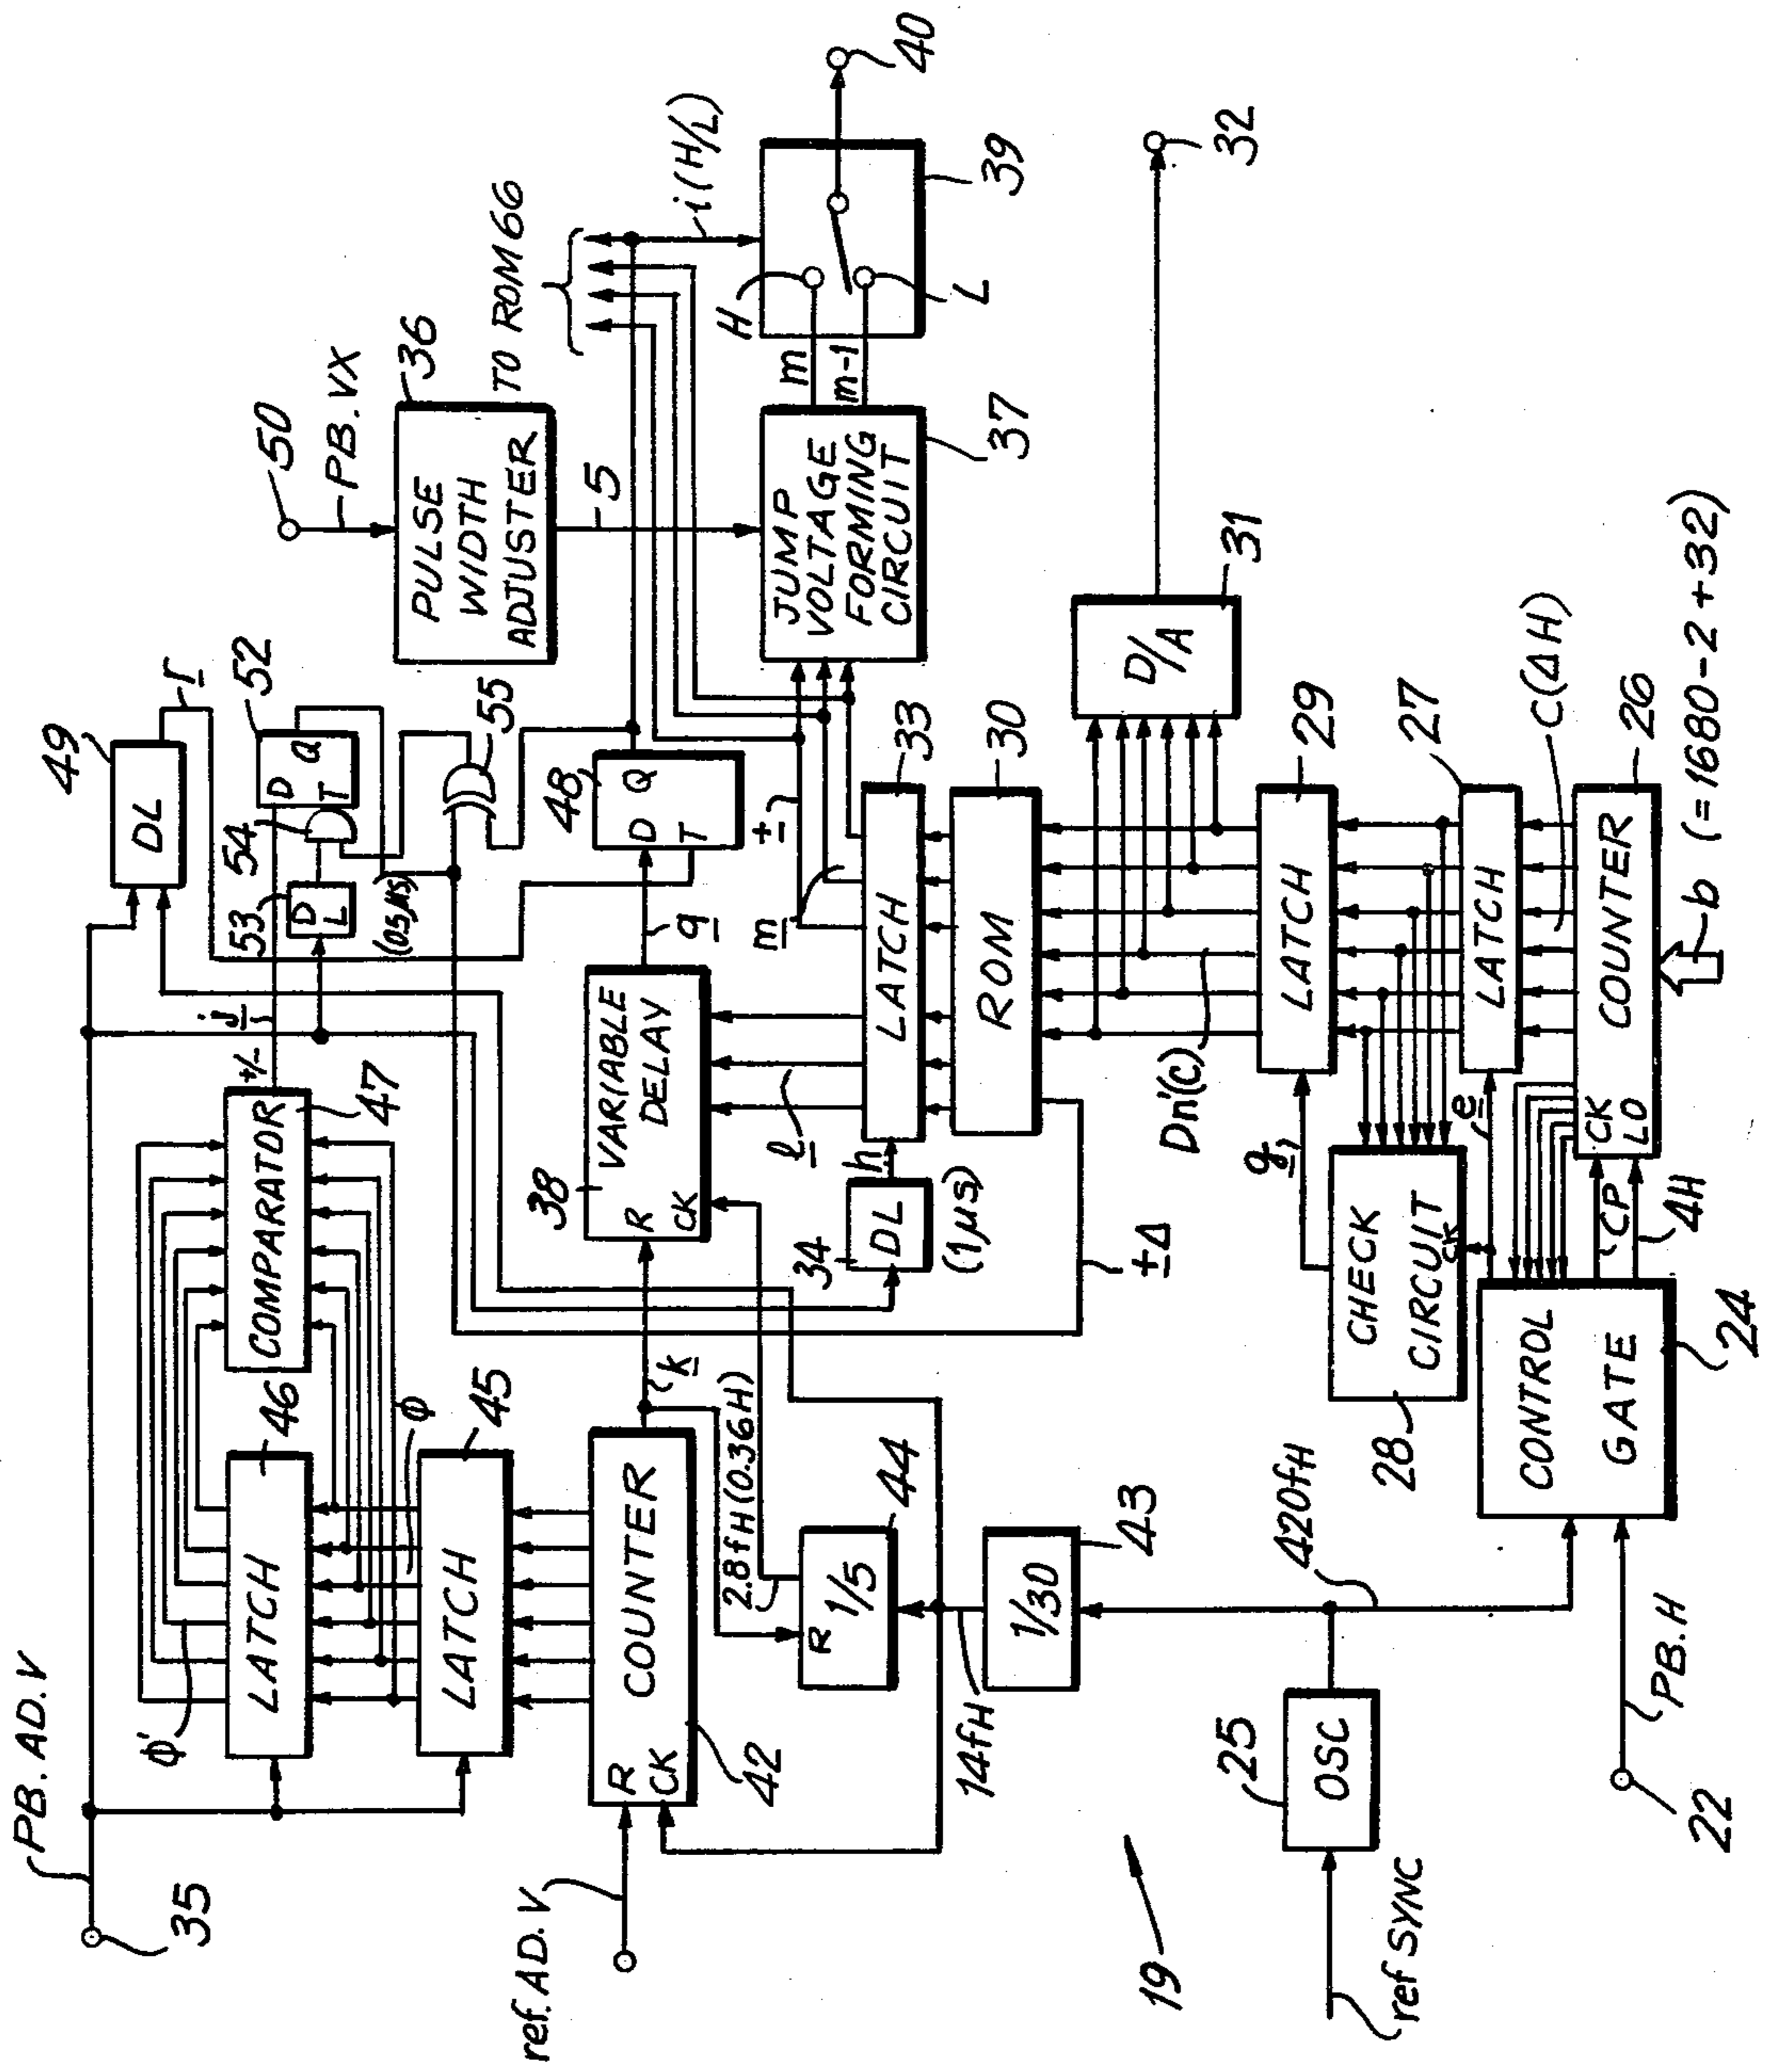 PB. AD. V
35
ϕ'
LATCH
46
COMPARATOR
47
+/-
j
49
DL
r
53
DL
(0.5μs)
54
52
D Q
T
55
50
PB. VX
36
PULSE
WIDTH
ADJUSTER
5
TO ROM 66
i (H/L)
ϕ
LATCH
45
ref. AD. V
R
CK
COUNTER
42
k
2.8fH (0.36H)
38
VARIABLE
DELAY
R
CK
q
48
D Q
T
±
m
l
JUMP
VOLTAGE
FORMING
CIRCUIT
37
m
m-1
H
L
39
40
R 1/5
44
14fH
1/30
43
34
DL
h
(1μs)
LATCH
33
ROM
30
±Δ
Dn'(c)
D/A
31
32
19
ref SYNC
25
OSC
420fH
22
PB. H
28
CHECK
CIRCUIT
CK
g
LATCH
29
e
LATCH
27
C(ΔH)
CONTROL
GATE
24
CP
4H
CK
LO
COUNTER
26
b (= 1680-2+32)